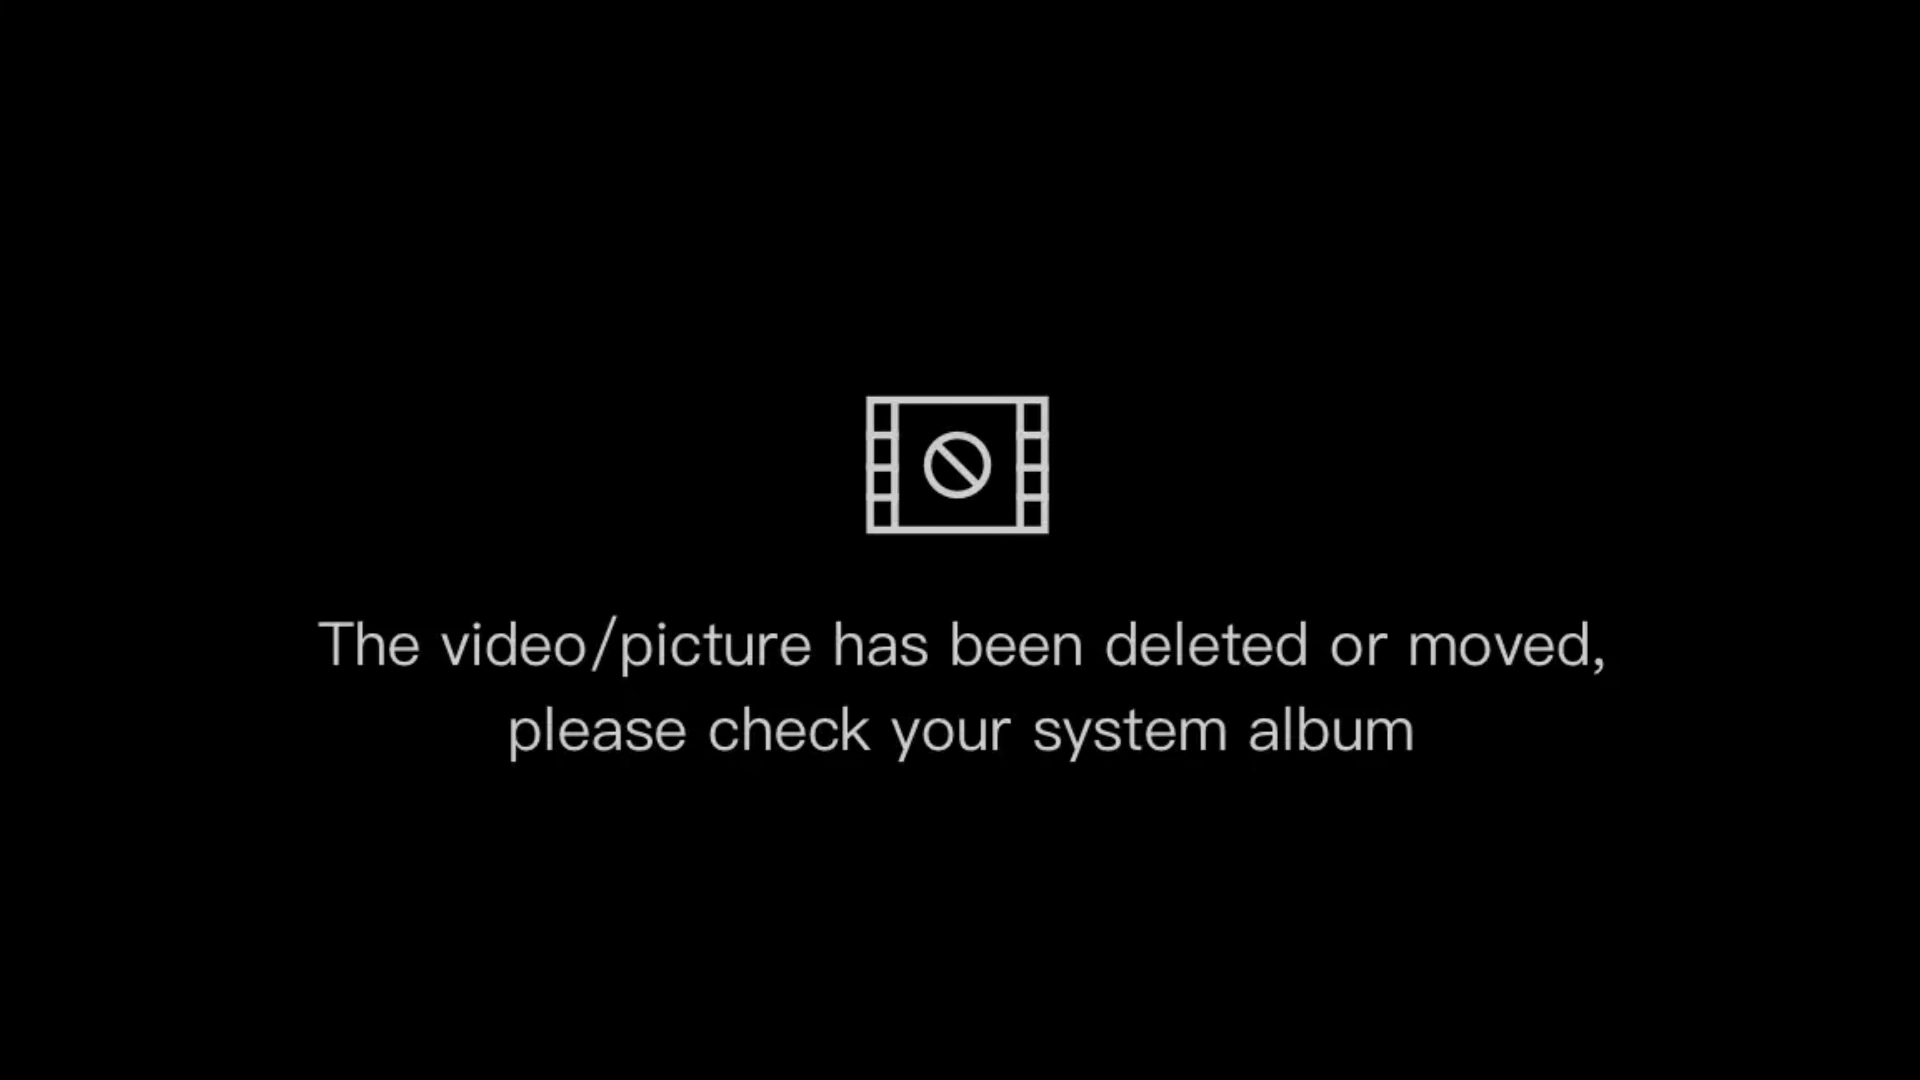 The video/picture has been deleted or moved,
please check your system album